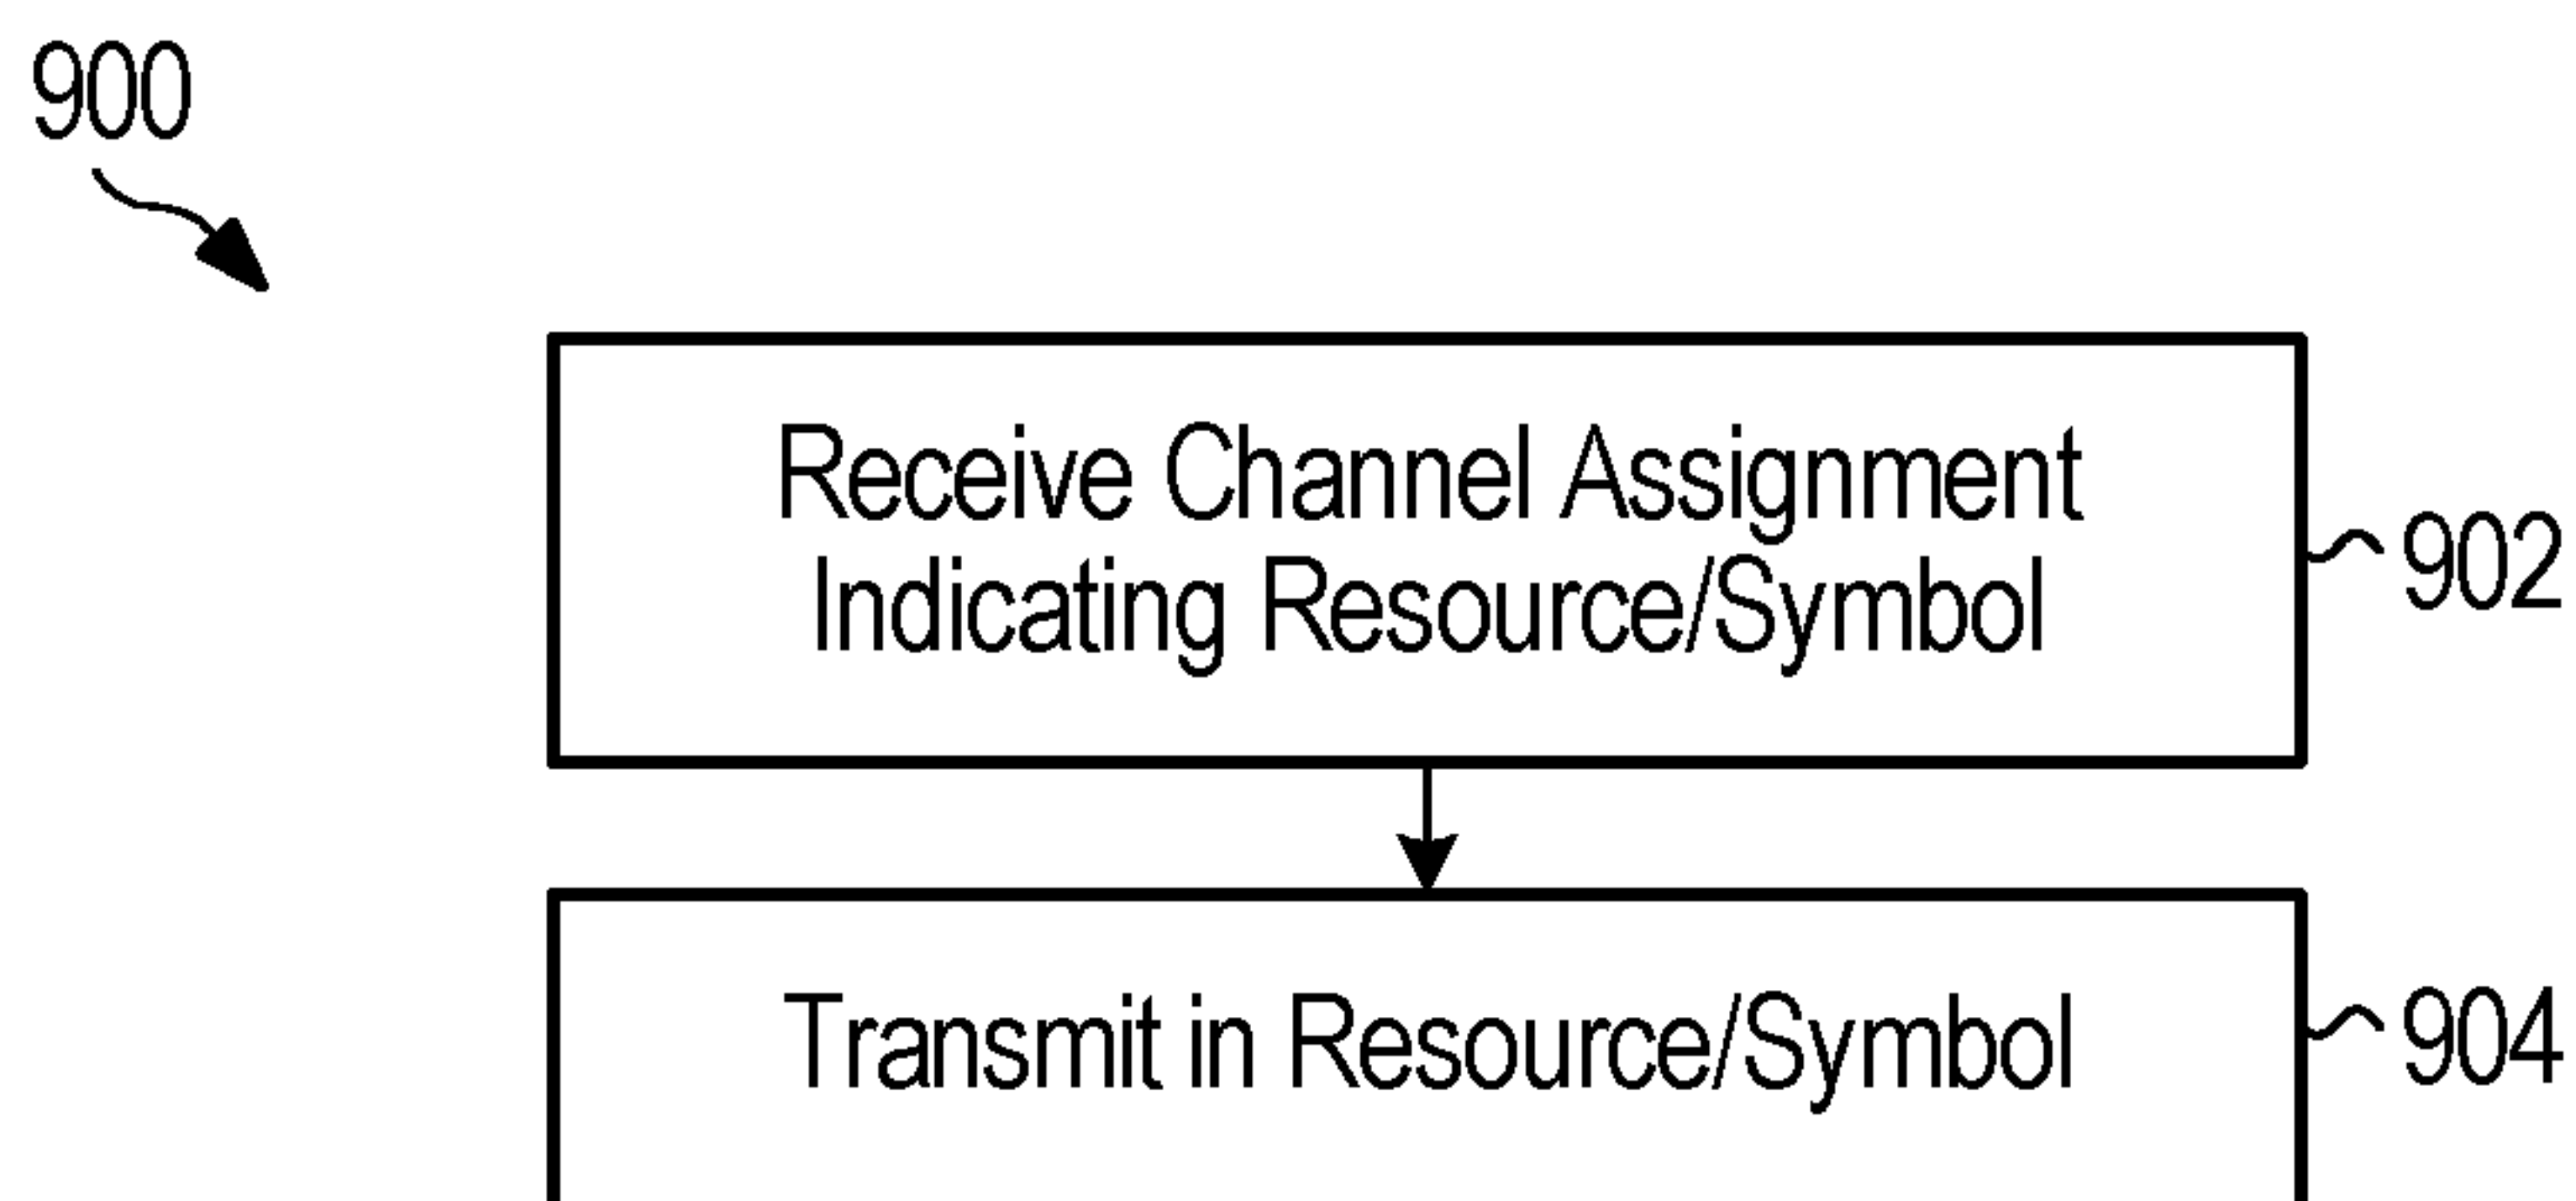 900
Receive Channel Assignment
Indicating Resource/Symbol
902
Transmit in Resource/Symbol
904